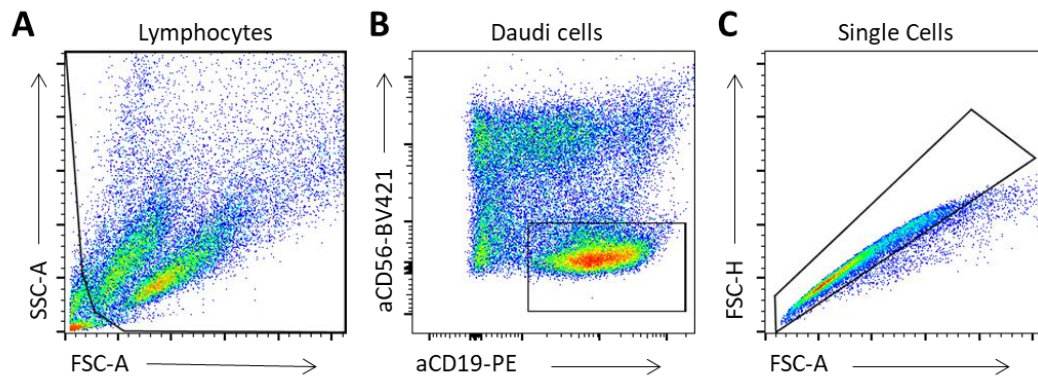 A
Lymphocytes
SSC-A
FSC-A
B
Daudi cells
aCD56-BV421
aCD19-PE
C
Single Cells
FSC-H
FSC-A